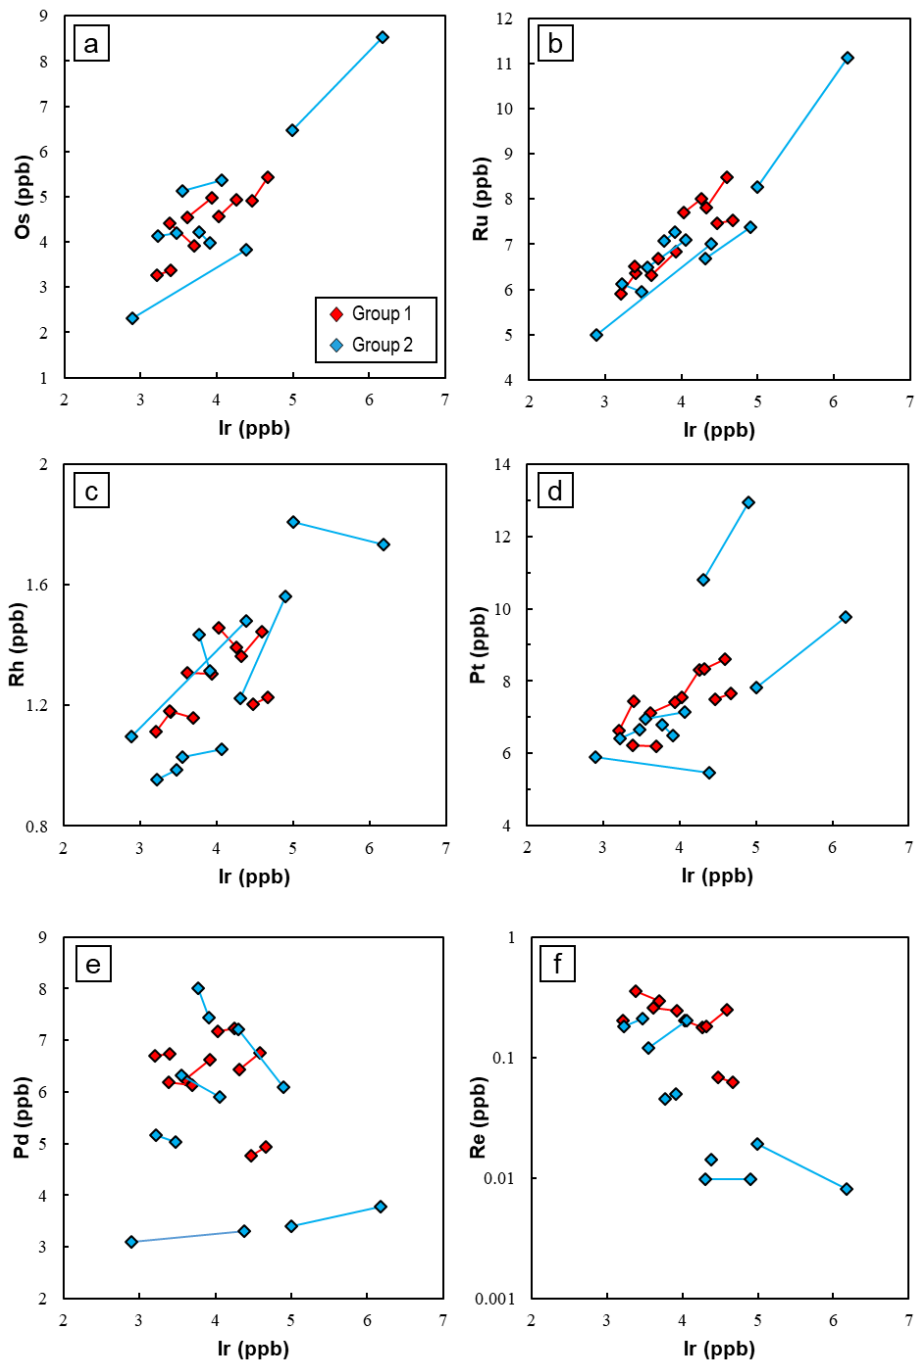 a
Os (ppb)
9
8
7
6
5
4
3
2
1
2 3 4 5 6 7
Ir (ppb)
Group 1
Group 2
b
Ru (ppb)
12
11
10
9
8
7
6
5
4
2 3 4 5 6 7
Ir (ppb)
c
Rh (ppb)
2
1.6
1.2
0.8
2 3 4 5 6 7
Ir (ppb)
d
Pt (ppb)
14
12
10
8
6
4
2 3 4 5 6 7
Ir (ppb)
e
Pd (ppb)
9
8
7
6
5
4
3
2
2 3 4 5 6 7
Ir (ppb)
f
Re (ppb)
1
0.1
0.01
0.001
2 3 4 5 6 7
Ir (ppb)